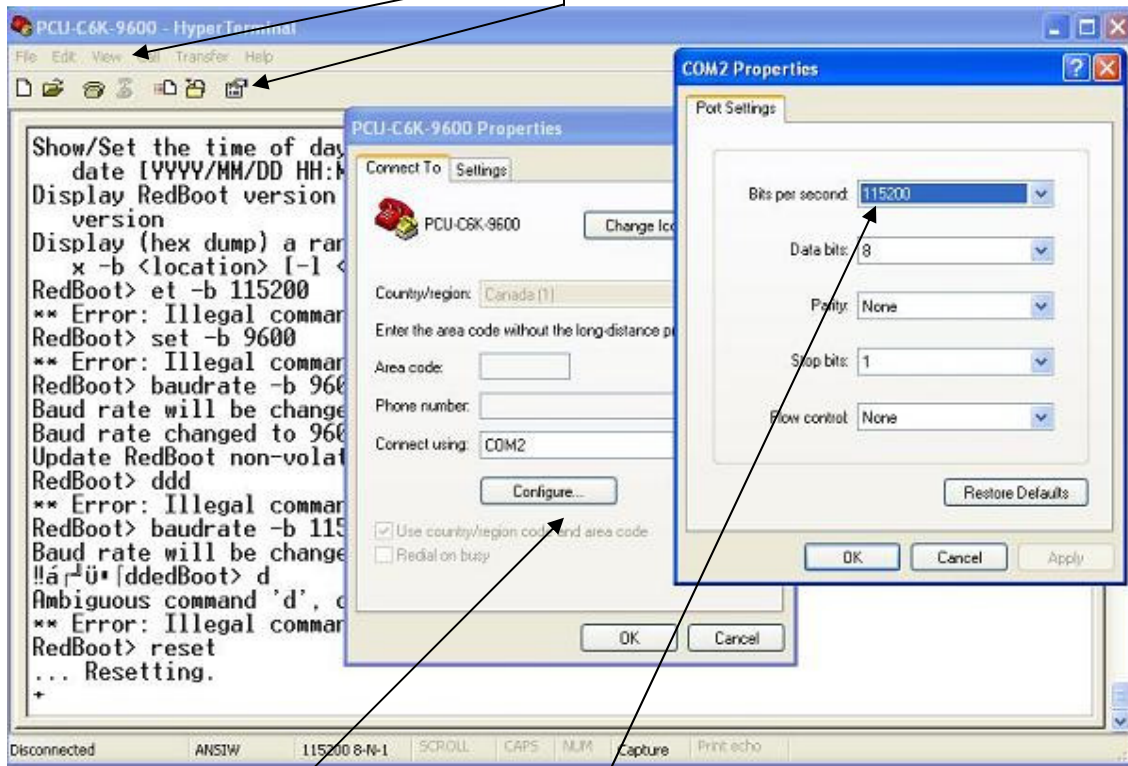 PCU-C6K-9600 - HyperTerminal
File Edit View Call Transfer Help
Show/Set the time of day
date [YYYY/MM/DD HH:M
Display RedBoot version
version
Display (hex dump) a ran
x -b <location> [-l <
RedBoot> et -b 115200
** Error: Illegal comman
RedBoot> set -b 9600
** Error: Illegal comman
RedBoot> baudrate -b 960
Baud rate will be change
Baud rate changed to 960
Update RedBoot non-volat
RedBoot> ddd
** Error: Illegal comman
RedBoot> baudrate -b 115
Baud rate will be change
ddedBoot> d
Ambiguous command 'd', c
** Error: Illegal comman
RedBoot> reset
... Resetting.
+
Disconnected ANSIW 115200 8-N-1 SCROLL CAPS NUM Capture Print echo
PCU-C6K-9600 Properties
Connect To Settings
PCU-C6K-9600 Change Ico
Country/region: Canada (1)
Enter the area code without the long-distance p
Area code:
Phone number:
Connect using: COM2
Configure...
Use country/region code and area code
Redial on busy
OK Cancel
COM2 Properties
Port Settings
Bits per second: 115200
Data bits: 8
Parity: None
Stop bits: 1
Flow control: None
Restore Defaults
OK Cancel Apply